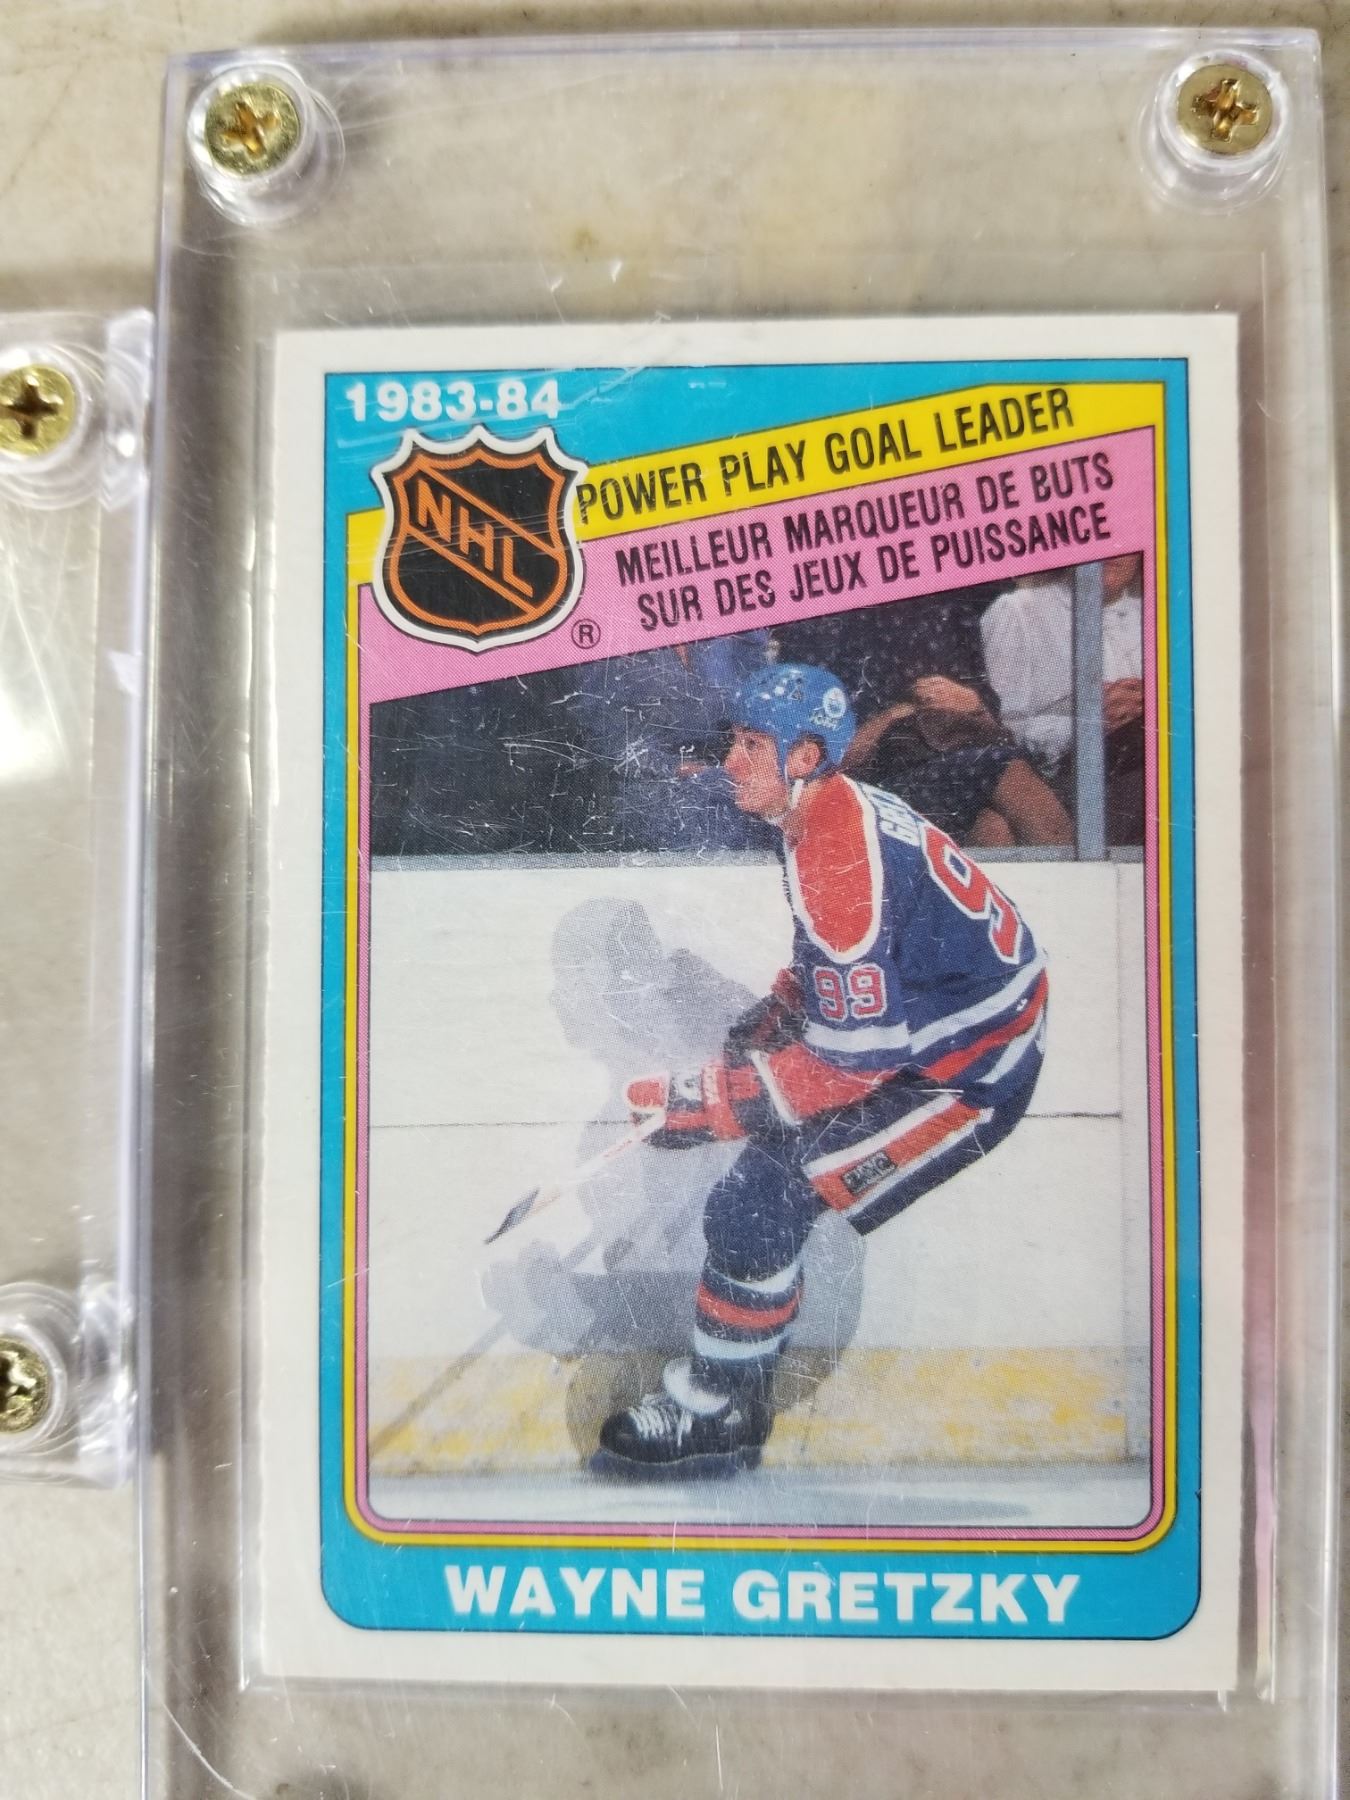 1983-84
NHL
®
POWER PLAY GOAL LEADER
MEILLEUR MARQUEUR DE BUTS
SUR DES JEUX DE PUISSANCE
99
99
WAYNE GRETZKY